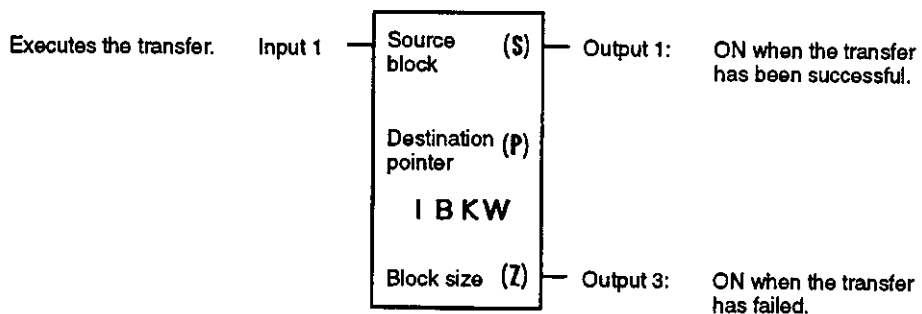 Executes the transfer. Input 1 Source block (S) Output 1: ON when the transfer has been successful.
Destination pointer (P)
I B K W
Block size (Z) Output 3: ON when the transfer has failed.